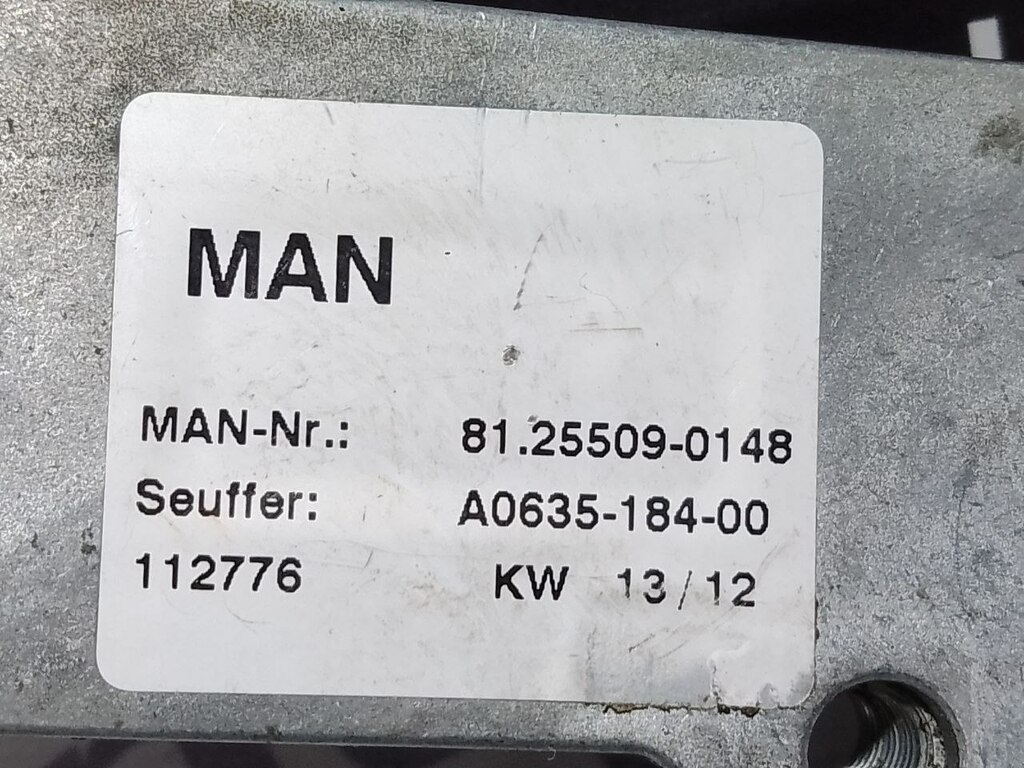 MAN
MAN-Nr.: 81.25509-0148
Seuffer: A0635-184-00
112776 KW 13/12